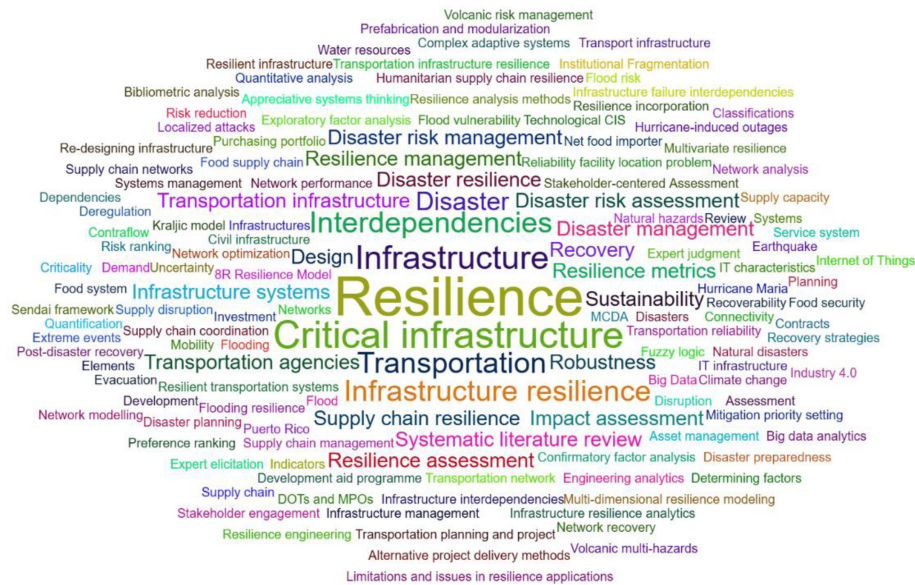 Volcanic risk management
Prefabrication and modularization
Water resources Complex adaptive systems Transport infrastructure
Resilient infrastructure Transportation infrastructure resilience Institutional Fragmentation
Quantitative analysis Humanitarian supply chain resilience Flood risk
Bibliometric analysis Appreciative systems thinking Resilience analysis methods Infrastructure failure interdependencies
Risk reduction Exploratory factor analysis Flood vulnerability Technological CIS Resilience incorporation Classifications
Localized attacks Purchasing portfolio Disaster risk management Net food importer Hurricane-induced outages
Re-designing infrastructure Resilience management Reliability facility location problem Multivariate resilience
Supply chain networks Food supply chain Network analysis
Systems management Network performance Disaster resilience Stakeholder-centered Assessment
Dependencies Transportation infrastructure Disaster Disaster risk assessment Supply capacity
Deregulation Kraljic model Infrastructures Interdependencies Natural hazards Review Systems
Contraflow Civil infrastructure Disaster management Service system
Risk ranking Network optimization Design Infrastructure Recovery Expert judgment Earthquake
Criticality Demand Uncertainty 8R Resilience Model Resilience metrics IT characteristics Internet of Things
Food system Infrastructure systems Resilience Sustainability Hurricane Maria Planning
Sendai framework Supply disruption Investment Networks MCDA Disasters Recoverability Food security
Quantification Supply chain coordination Critical infrastructure Connectivity Contracts
Extreme events Mobility Flooding Transportation reliability Recovery strategies
Post-disaster recovery Transportation agencies Transportation Robustness Fuzzy logic Natural disasters
Elements IT infrastructure Industry 4.0
Evacuation Resilient transportation systems Infrastructure resilience Big Data Climate change
Development Flooding resilience Flood Disruption Assessment
Network modelling Disaster planning Puerto Rico Supply chain resilience Impact assessment Mitigation priority setting
Preference ranking Supply chain management Systematic literature review Asset management Big data analytics
Expert elicitation Indicators Resilience assessment Confirmatory factor analysis Disaster preparedness
Development aid programme Transportation network Engineering analytics Determining factors
Supply chain DOTs and MPOs Infrastructure interdependencies Multi-dimensional resilience modeling
Stakeholder engagement Infrastructure management Infrastructure resilience analytics
Resilience engineering Transportation planning and project Network recovery
Alternative project delivery methods Volcanic multi-hazards
Limitations and issues in resilience applications